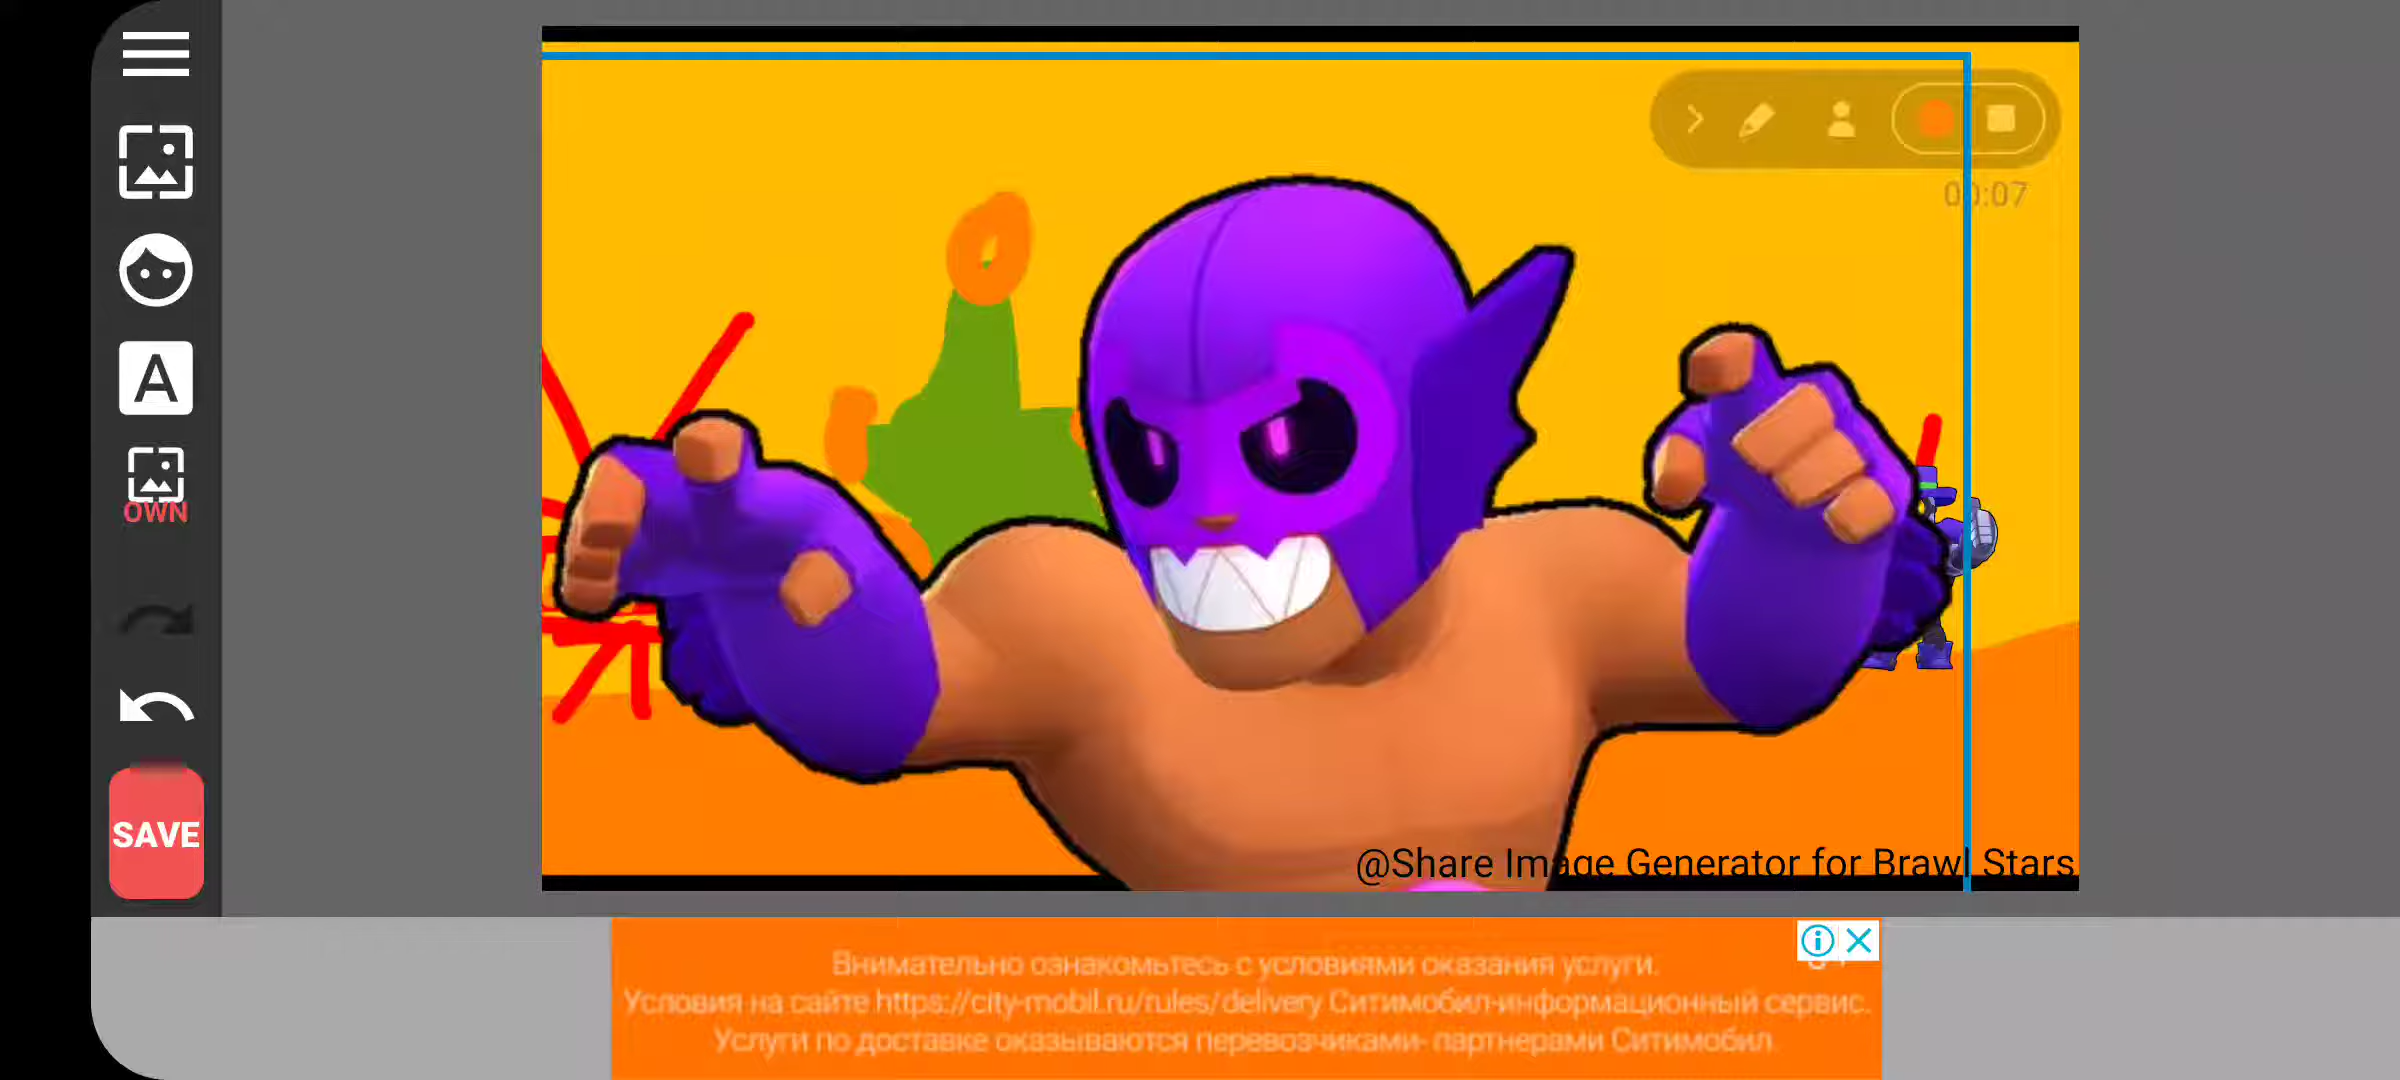 00:07
A
OWN
SAVE
@Share Image Generator for Brawl Stars
Внимательно ознакомьтесь с условиями оказания услуги.
Условия на сайте https://city-mobil.ru/rules/delivery Ситимобил-информационный сервис.
Услуги по доставке оказываются перевозчиками- партнерами Ситимобил.